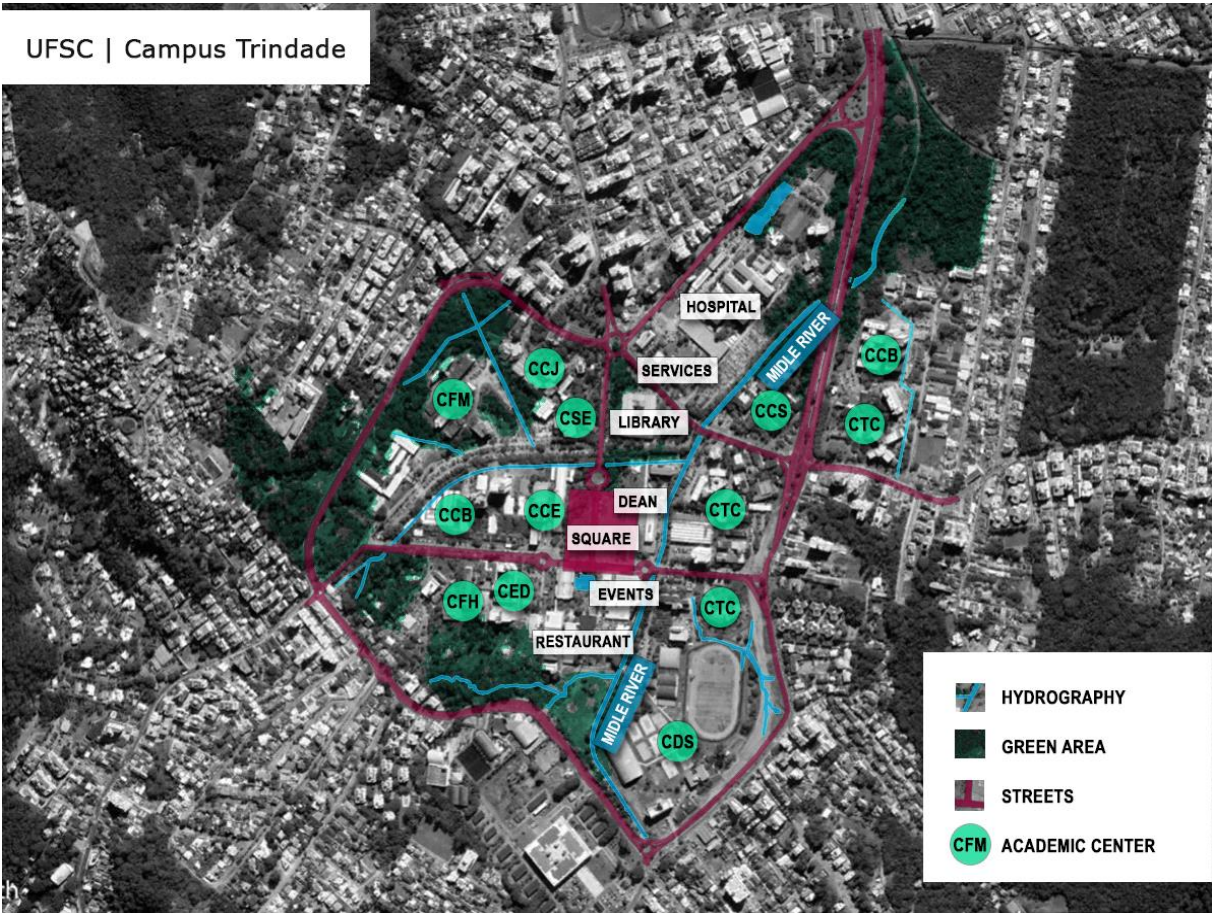 UFSC | Campus Trindade
HOSPITAL
MIDLE RIVER
CCB
CCJ
SERVICES
CFM
CCS
CSE
LIBRARY
CTC
DEAN
CCB
CCE
CTC
SQUARE
CED
EVENTS
CFH
CTC
RESTAURANT
MIDLE RIVER
CDS
HYDROGRAPHY
GREEN AREA
STREETS
CFM ACADEMIC CENTER